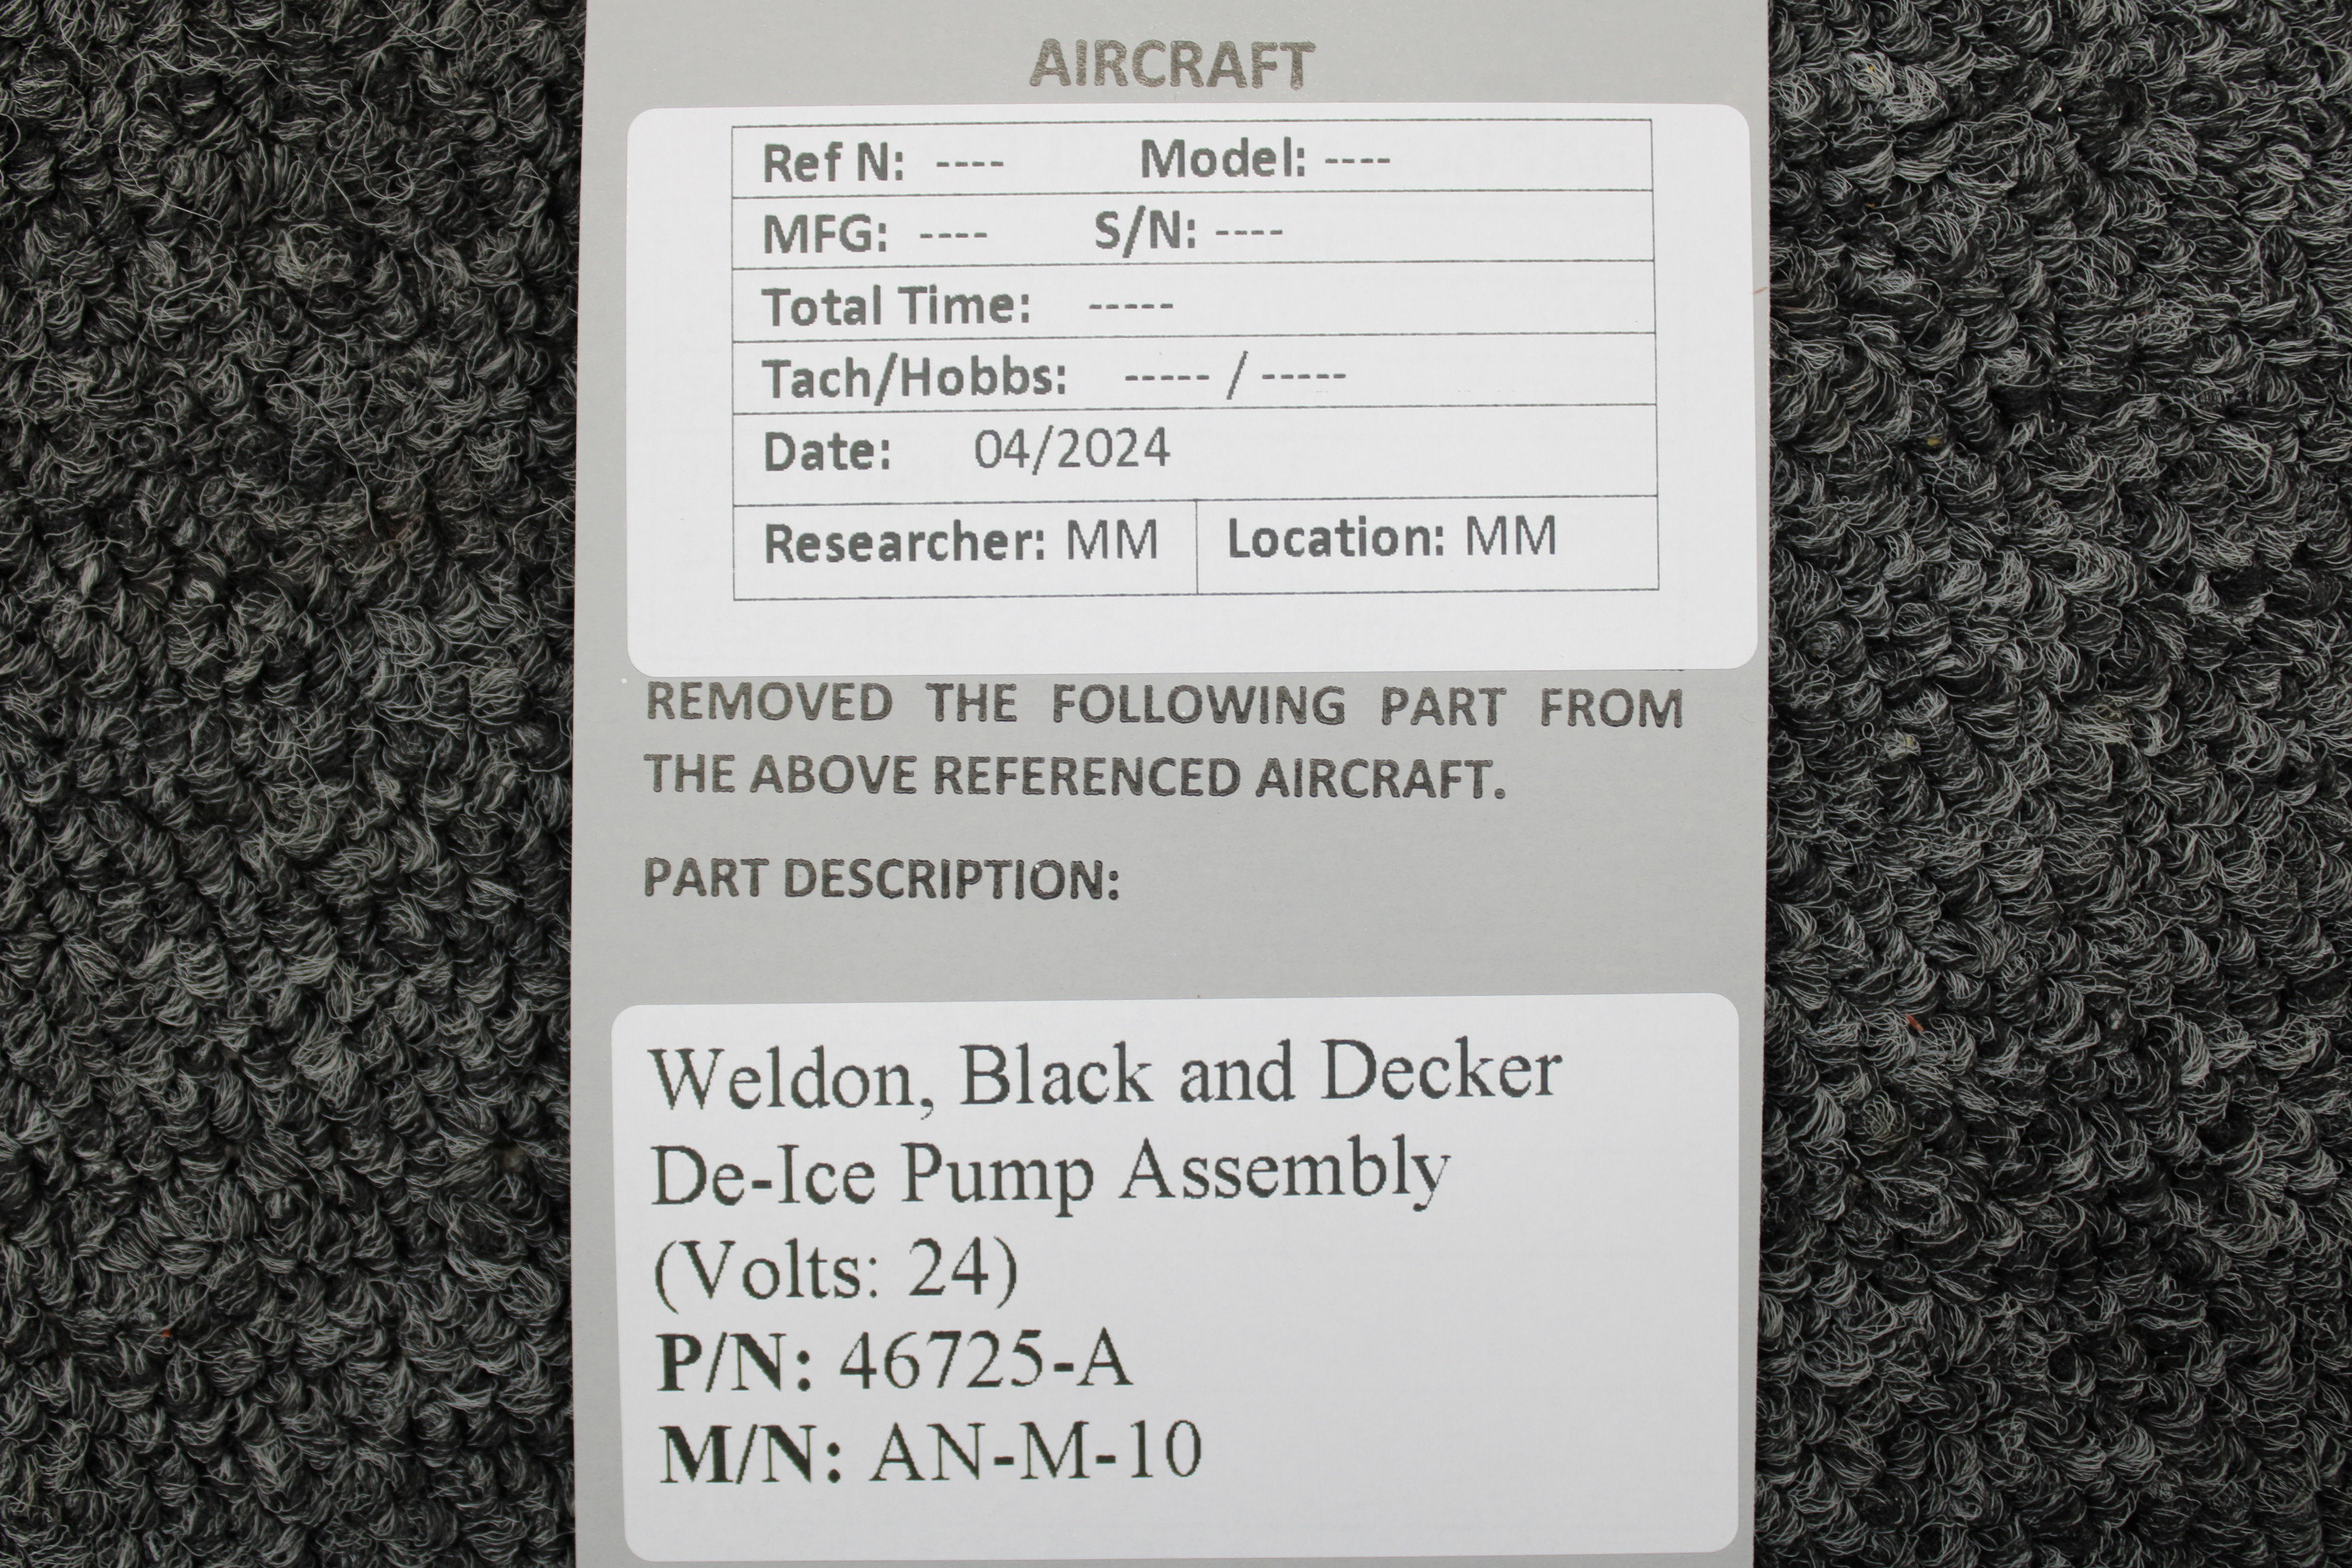 AIRCRAFT
Ref N: ---- Model: ----
MFG: ---- S/N: ----
Total Time: -----
Tach/Hobbs: ----- / -----
Date: 04/2024
Researcher: MM Location: MM
REMOVED THE FOLLOWING PART FROM
THE ABOVE REFERENCED AIRCRAFT.
PART DESCRIPTION:
Weldon, Black and Decker
De-Ice Pump Assembly
(Volts: 24)
P/N: 46725-A
M/N: AN-M-10